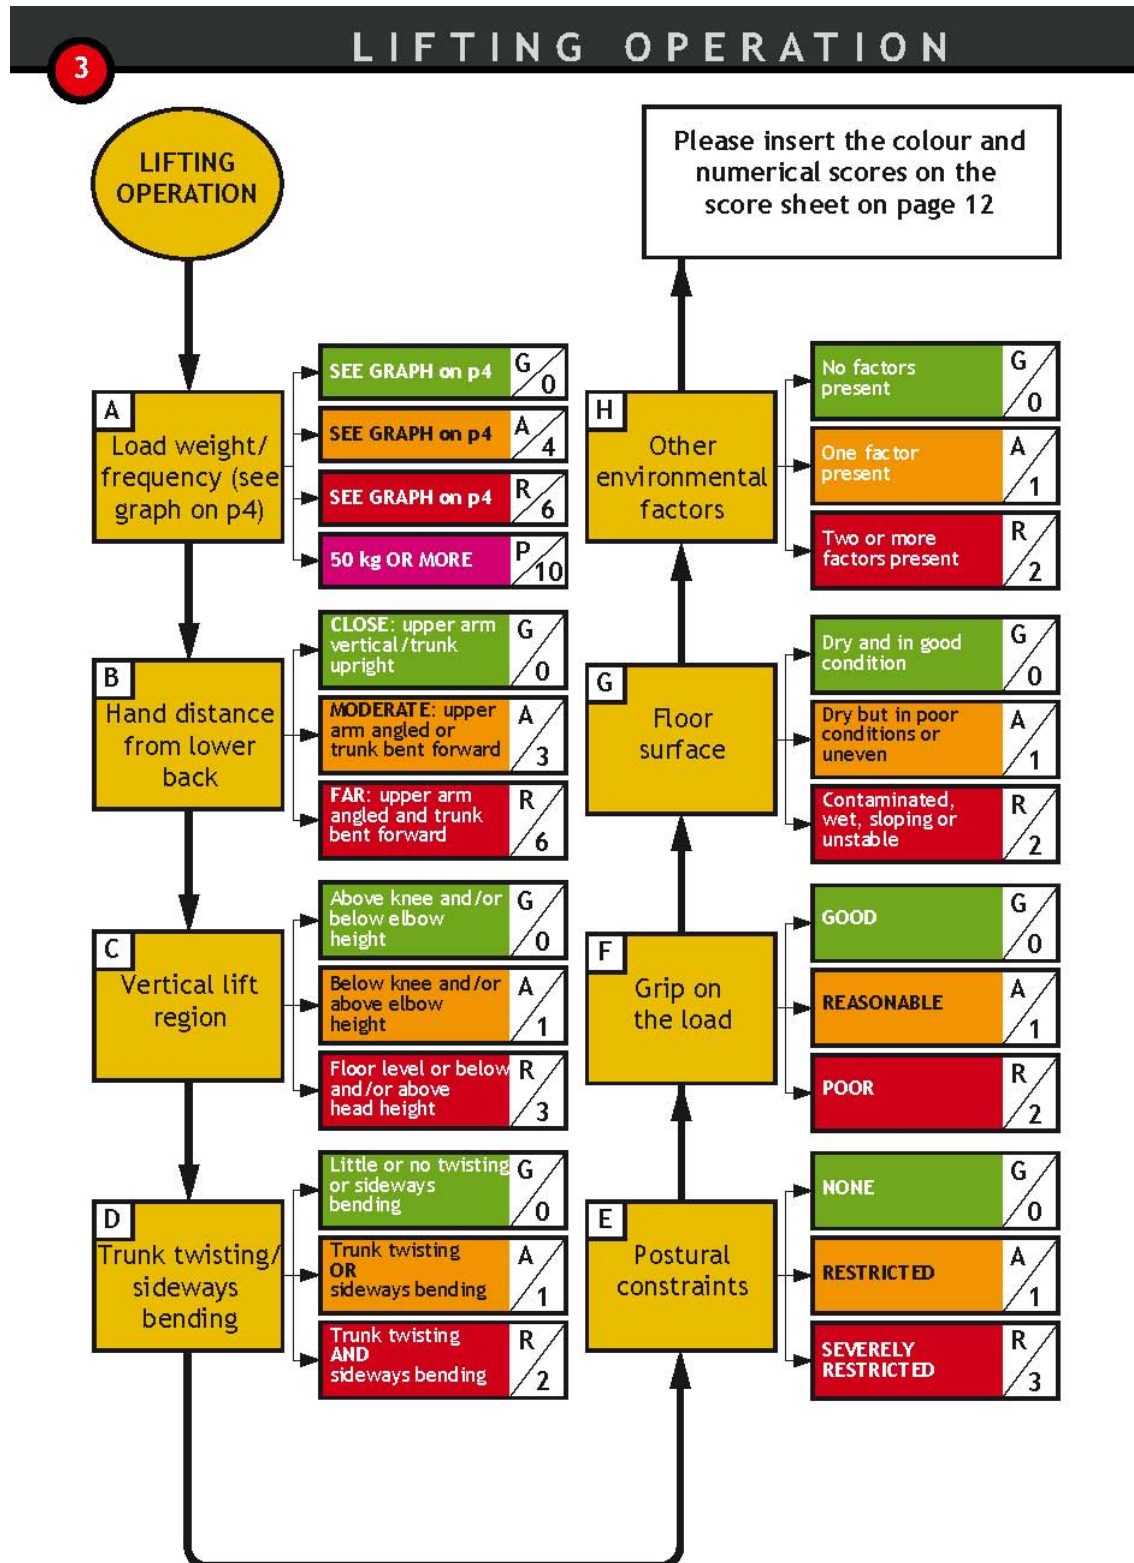 LIFTING OPERATION
3
LIFTING
OPERATION
A
Load weight/
frequency (see
graph on p4)
SEE GRAPH on p4 G/0
SEE GRAPH on p4 A/4
SEE GRAPH on p4 R/6
50 kg OR MORE P/10
B
Hand distance
from lower
back
CLOSE: upper arm
vertical/trunk
upright
G/0
MODERATE: upper
arm angled or
trunk bent forward
A/3
FAR: upper arm
angled and trunk
bent forward
R/6
C
Vertical lift
region
Above knee and/or
below elbow
height
G/0
Below knee and/or
above elbow
height
A/1
Floor level or below
and/or above
head height
R/3
D
Trunk twisting/
sideways
bending
Little or no twisting
or sideways
bending
G/0
Trunk twisting
OR
sideways bending
A/1
Trunk twisting
AND
sideways bending
R/2
E
Postural
constraints
NONE G/0
RESTRICTED A/1
SEVERELY
RESTRICTED
R/3
F
Grip on
the load
GOOD G/0
REASONABLE A/1
POOR R/2
G
Floor
surface
Dry and in good
condition
G/0
Dry but in poor
conditions or
uneven
A/1
Contaminated,
wet, sloping or
unstable
R/2
H
Other
environmental
factors
No factors
present
G/0
One factor
present
A/1
Two or more
factors present
R/2
Please insert the colour and
numerical scores on the
score sheet on page 12